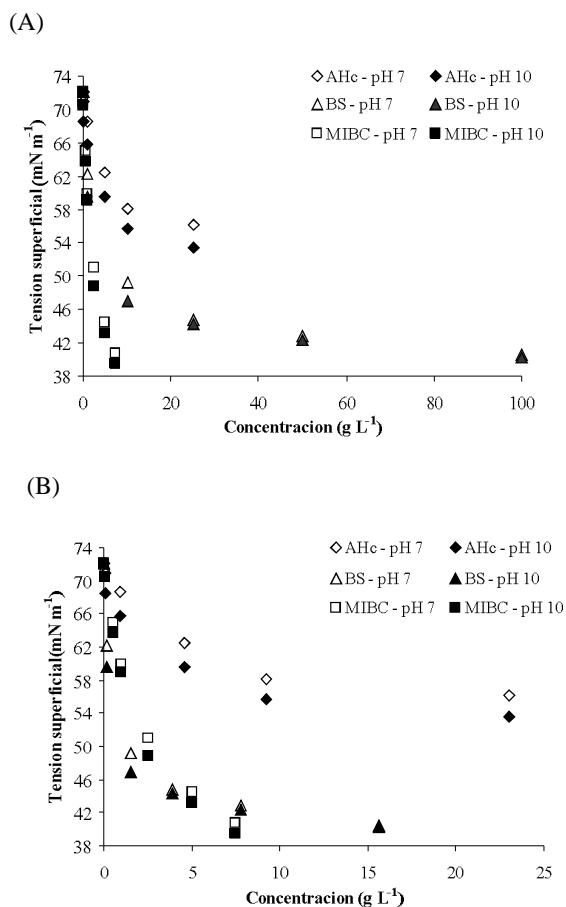 (A)
Tension superficial (mN m-1)
74
70
66
62
58
54
50
46
42
38
AHc - pH 7
AHc - pH 10
BS - pH 7
BS - pH 10
MIBC - pH 7
MIBC - pH 10
0
20
40
60
80
100
Concentracion (g L-1)
(B)
Tension superficial(mN m-1)
74
70
66
62
58
54
50
46
42
38
AHc - pH 7
AHc - pH 10
BS - pH 7
BS - pH 10
MIBC - pH 7
MIBC - pH 10
0
5
10
15
20
25
Concentracion (g L-1)